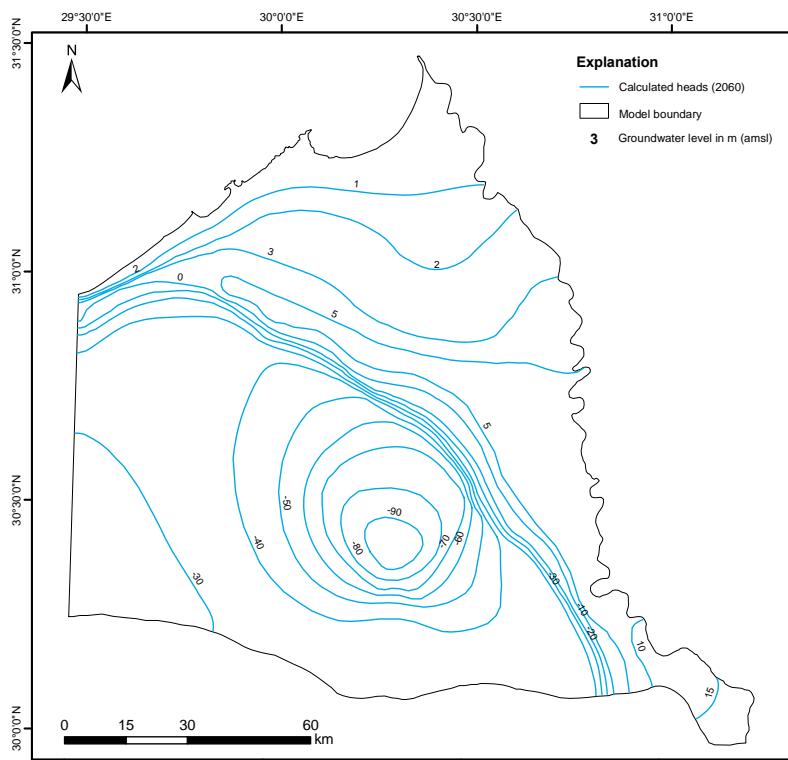 29°30'0"E
30°0'0"E
30°30'0"E
31°0'0"E
31°30'0"N
31°0'0"N
30°30'0"N
30°0'0"N
N
Explanation
Calculated heads (2060)
Model boundary
3 Groundwater level in m (amsl)
1
2
2
3
0
5
5
-90
-50
-40
-80
-70
-60
-30
-30
-10
-20
10
15
0 15 30 60
km